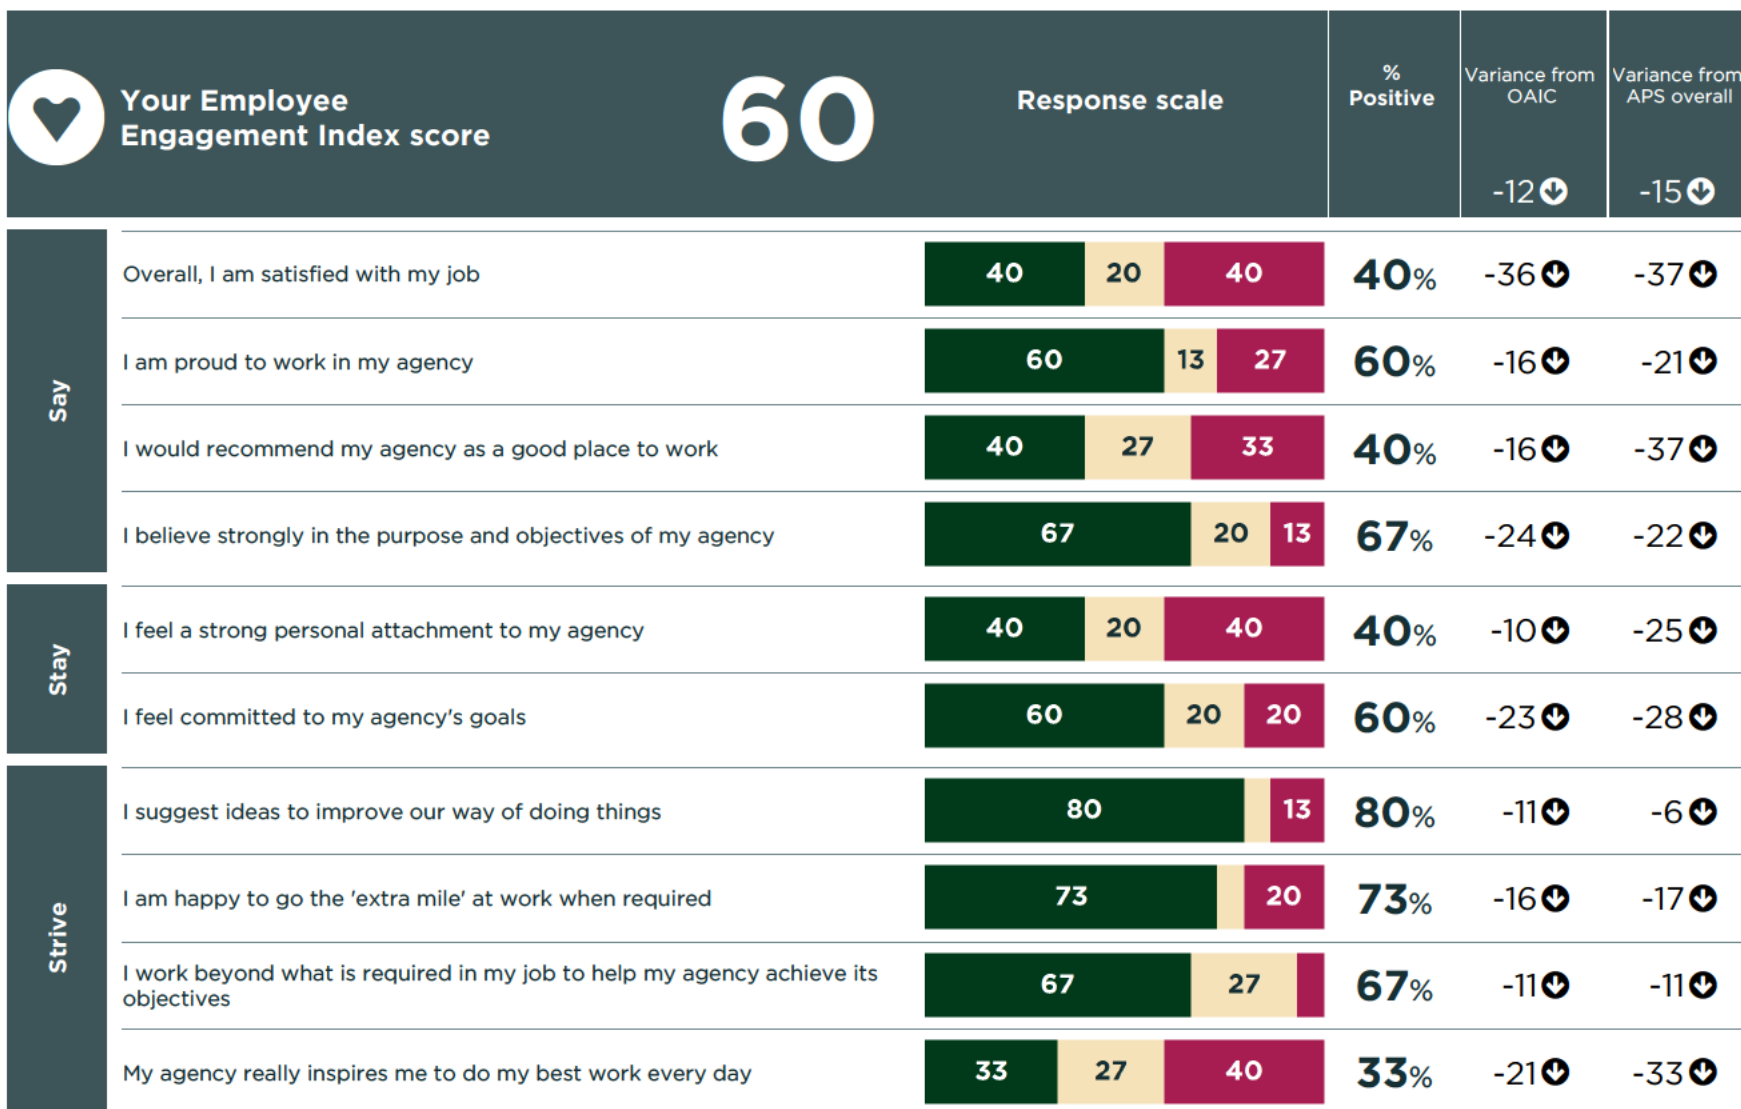 Your Employee
Engagement Index score
60
Response scale
%
Positive
Variance from
OAIC
-12
Variance from
APS overall
-15
Say
Overall, I am satisfied with my job 40 20 40 40% -36 -37
I am proud to work in my agency 60 13 27 60% -16 -21
I would recommend my agency as a good place to work 40 27 33 40% -16 -37
I believe strongly in the purpose and objectives of my agency 67 20 13 67% -24 -22
Stay
I feel a strong personal attachment to my agency 40 20 40 40% -10 -25
I feel committed to my agency's goals 60 20 20 60% -23 -28
Strive
I suggest ideas to improve our way of doing things 80 13 80% -11 -6
I am happy to go the 'extra mile' at work when required 73 20 73% -16 -17
I work beyond what is required in my job to help my agency achieve its
objectives 67 27 67% -11 -11
My agency really inspires me to do my best work every day 33 27 40 33% -21 -33